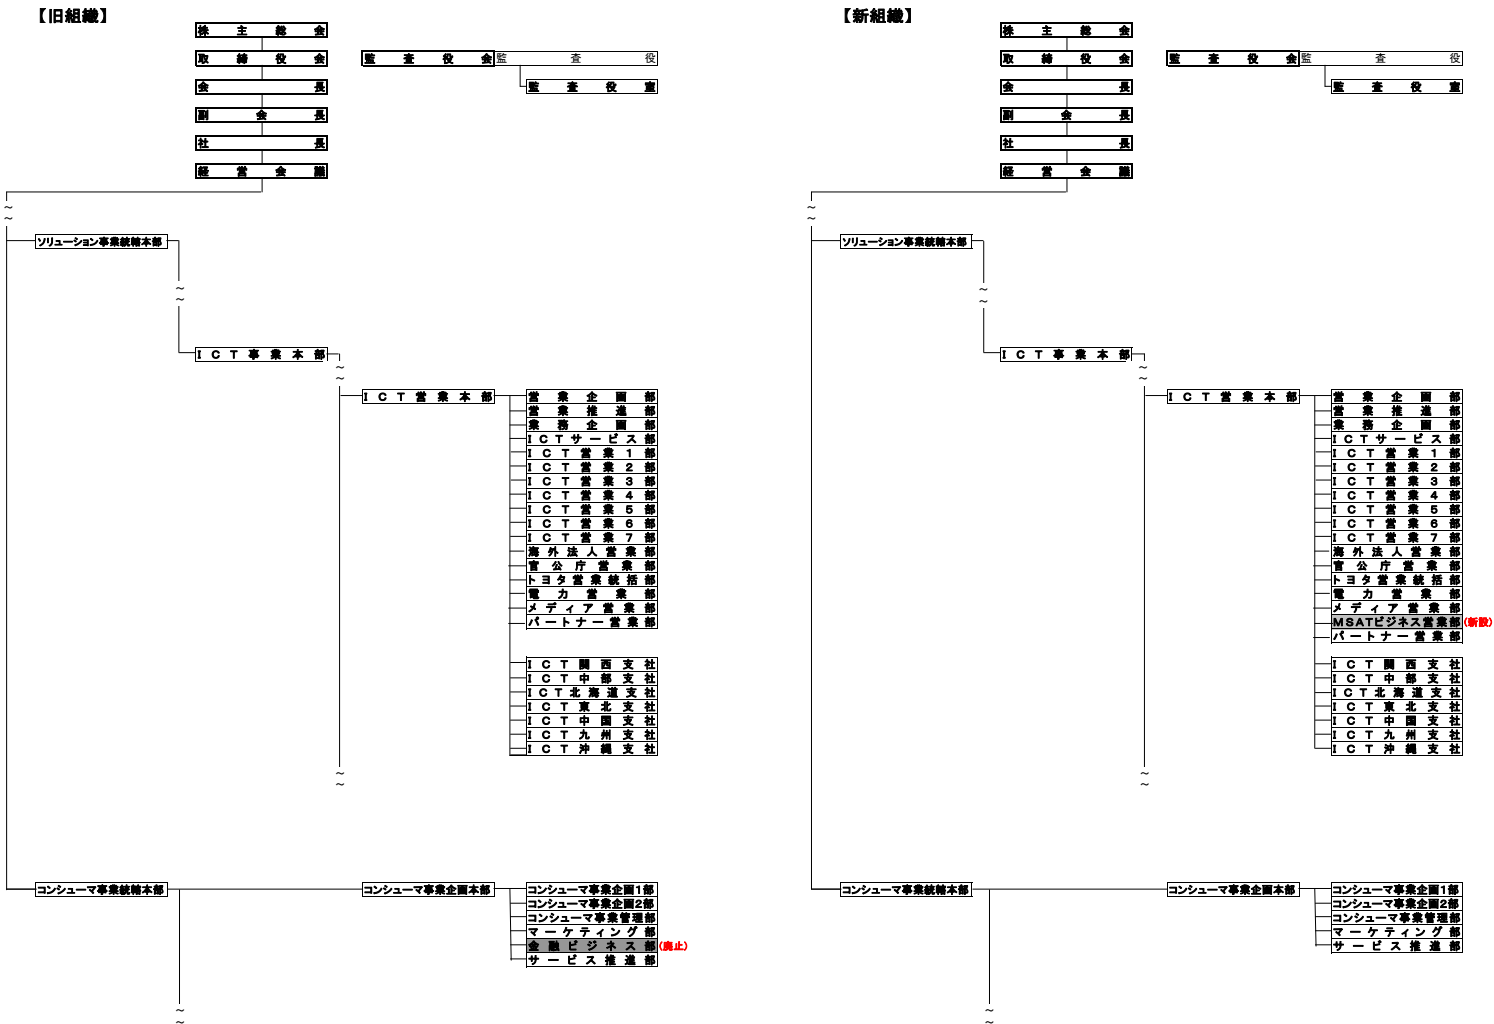 【旧組織】
株主総会
取締役会
監査役会 監査役
会長
監査役室
副会長
社長
経営会議
～
～
ソリューション事業統轄本部
～
～
ICT事業本部
～
～
ICT営業本部
営業企画部
営業推進部
業務企画部
ICTサービス部
ICT営業1部
ICT営業2部
ICT営業3部
ICT営業4部
ICT営業5部
ICT営業6部
ICT営業7部
海外法人営業部
官公庁営業部
トヨタ営業統括部
電力営業部
メディア営業部
パートナー営業部
ICT関西支社
ICT中部支社
ICT北海道支社
ICT東北支社
ICT中国支社
ICT九州支社
ICT沖縄支社
～
～
コンシューマ事業統轄本部
コンシューマ事業企画本部
コンシューマ事業企画1部
コンシューマ事業企画2部
コンシューマ事業管理部
マーケティング部
金融ビジネス部 (廃止)
サービス推進部
～
～
【新組織】
株主総会
取締役会
監査役会 監査役
会長
監査役室
副会長
社長
経営会議
～
～
ソリューション事業統轄本部
～
～
ICT事業本部
～
～
ICT営業本部
営業企画部
営業推進部
業務企画部
ICTサービス部
ICT営業1部
ICT営業2部
ICT営業3部
ICT営業4部
ICT営業5部
ICT営業6部
ICT営業7部
海外法人営業部
官公庁営業部
トヨタ営業統括部
電力営業部
メディア営業部
MSATビジネス営業部 (新設)
パートナー営業部
ICT関西支社
ICT中部支社
ICT北海道支社
ICT東北支社
ICT中国支社
ICT九州支社
ICT沖縄支社
～
～
コンシューマ事業統轄本部
コンシューマ事業企画本部
コンシューマ事業企画1部
コンシューマ事業企画2部
コンシューマ事業管理部
マーケティング部
サービス推進部
～
～